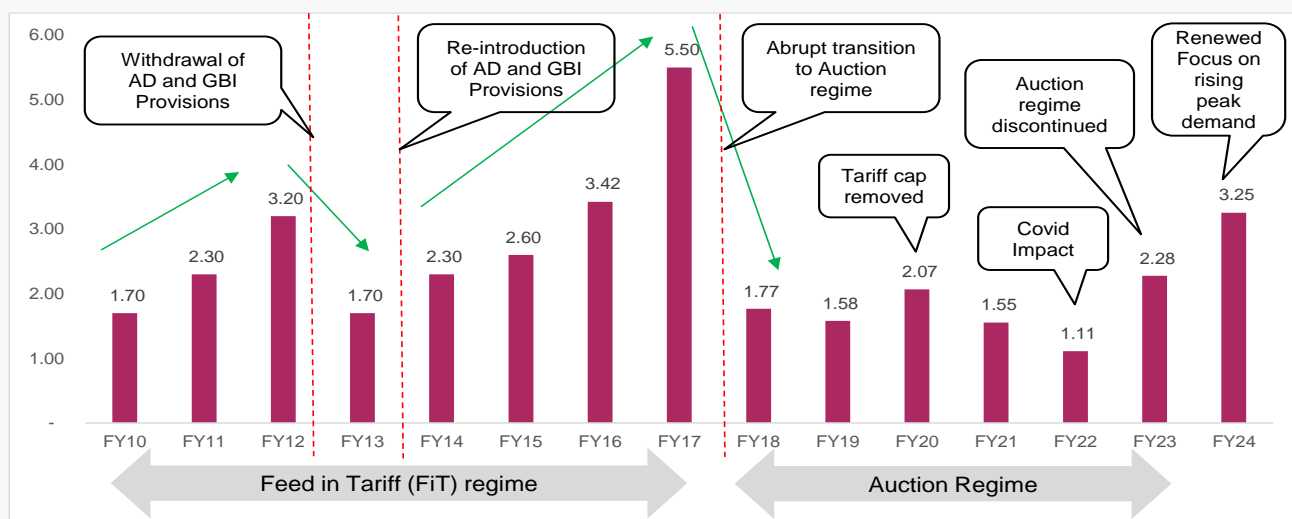 6.00
5.00
4.00
3.00
2.00
1.00
-
Withdrawal of
AD and GBI
Provisions
Re-introduction
of AD and GBI
Provisions
Abrupt transition
to Auction
regime
Tariff cap
removed
Covid
Impact
Auction
regime
discontinued
Renewed
Focus on
rising
peak
demand
1.70
2.30
3.20
1.70
2.30
2.60
3.42
5.50
1.77
1.58
2.07
1.55
1.11
2.28
3.25
FY10 FY11 FY12 FY13 FY14 FY15 FY16 FY17 FY18 FY19 FY20 FY21 FY22 FY23 FY24
Feed in Tariff (FiT) regime
Auction Regime